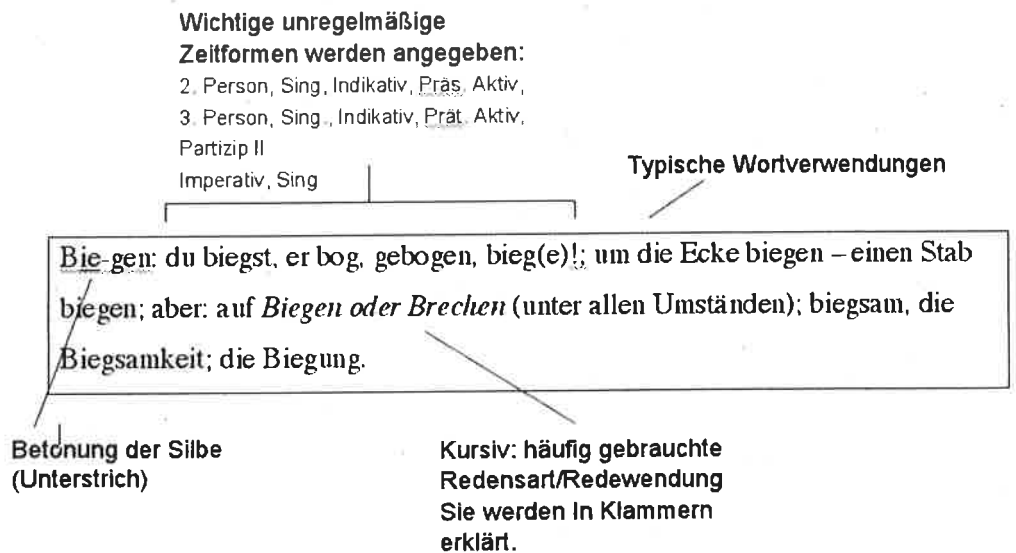 Wichtige unregelmäßige
Zeitformen werden angegeben:
2. Person, Sing, Indikativ, Präs. Aktiv,
3. Person, Sing., Indikativ, Prät. Aktiv,
Partizip II
Imperativ, Sing
Typische Wortverwendungen
Bie-gen: du biegst, er bog, gebogen, bieg(e)!; um die Ecke biegen – einen Stab
biegen; aber: auf Biegen oder Brechen (unter allen Umständen); biegsam, die
Biegsamkeit; die Biegung.
Betonung der Silbe
(Unterstrich)
Kursiv: häufig gebrauchte
Redensart/Redewendung
Sie werden in Klammern
erklärt.